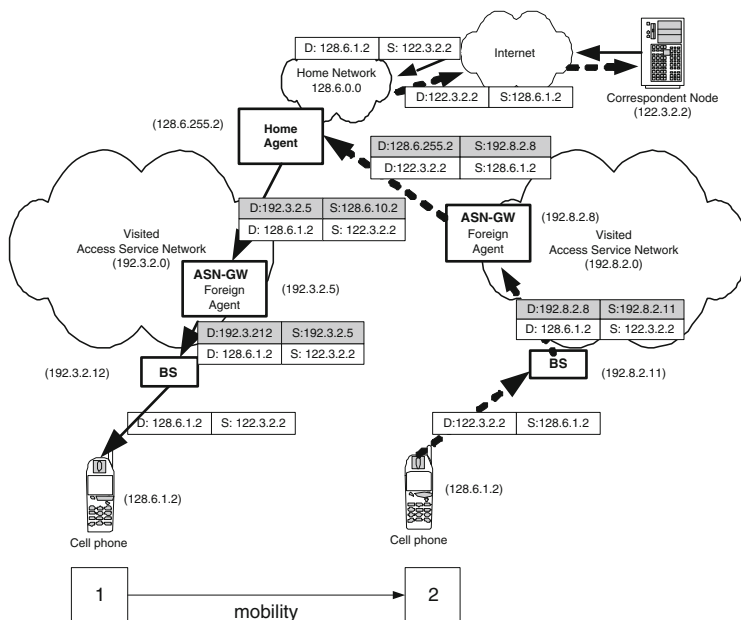 D: 128.6.1.2 S: 122.3.2.2
Internet
Home Network
128.6.0.0
D:122.3.2.2 S:128.6.1.2
Correspondent Node
(122.3.2.2)
(128.6.255.2)
Home
Agent
D:128.6.255.2 S:192.8.2.8
D:122.3.2.2 S:128.6.1.2
D:192.3.2.5 S:128.6.10.2
D: 128.6.1.2 S: 122.3.2.2
ASN-GW
Foreign
Agent
(192.8.2.8)
Visited
Access Service Network
(192.3.2.0)
Visited
Access Service Network
(192.8.2.0)
ASN-GW
Foreign
Agent
(192.3.2.5)
D:192.8.2.8 S:192.8.2.11
D: 128.6.1.2 S: 122.3.2.2
D:192.3.212 S:192.3.2.5
D: 128.6.1.2 S: 122.3.2.2
(192.3.2.12)
BS
BS
(192.8.2.11)
D: 128.6.1.2 S: 122.3.2.2
D:122.3.2.2 S:128.6.1.2
(128.6.1.2)
(128.6.1.2)
Cell phone
Cell phone
1
2
mobility